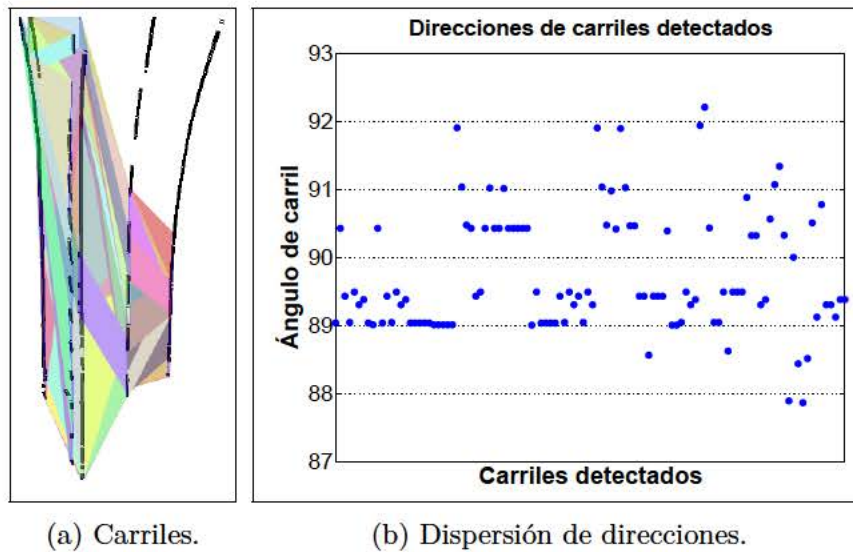 Direcciones de carriles detectados
93
92
91
90
89
88
87
Ángulo de carril
Carriles detectados
(a) Carriles.
(b) Dispersión de direcciones.